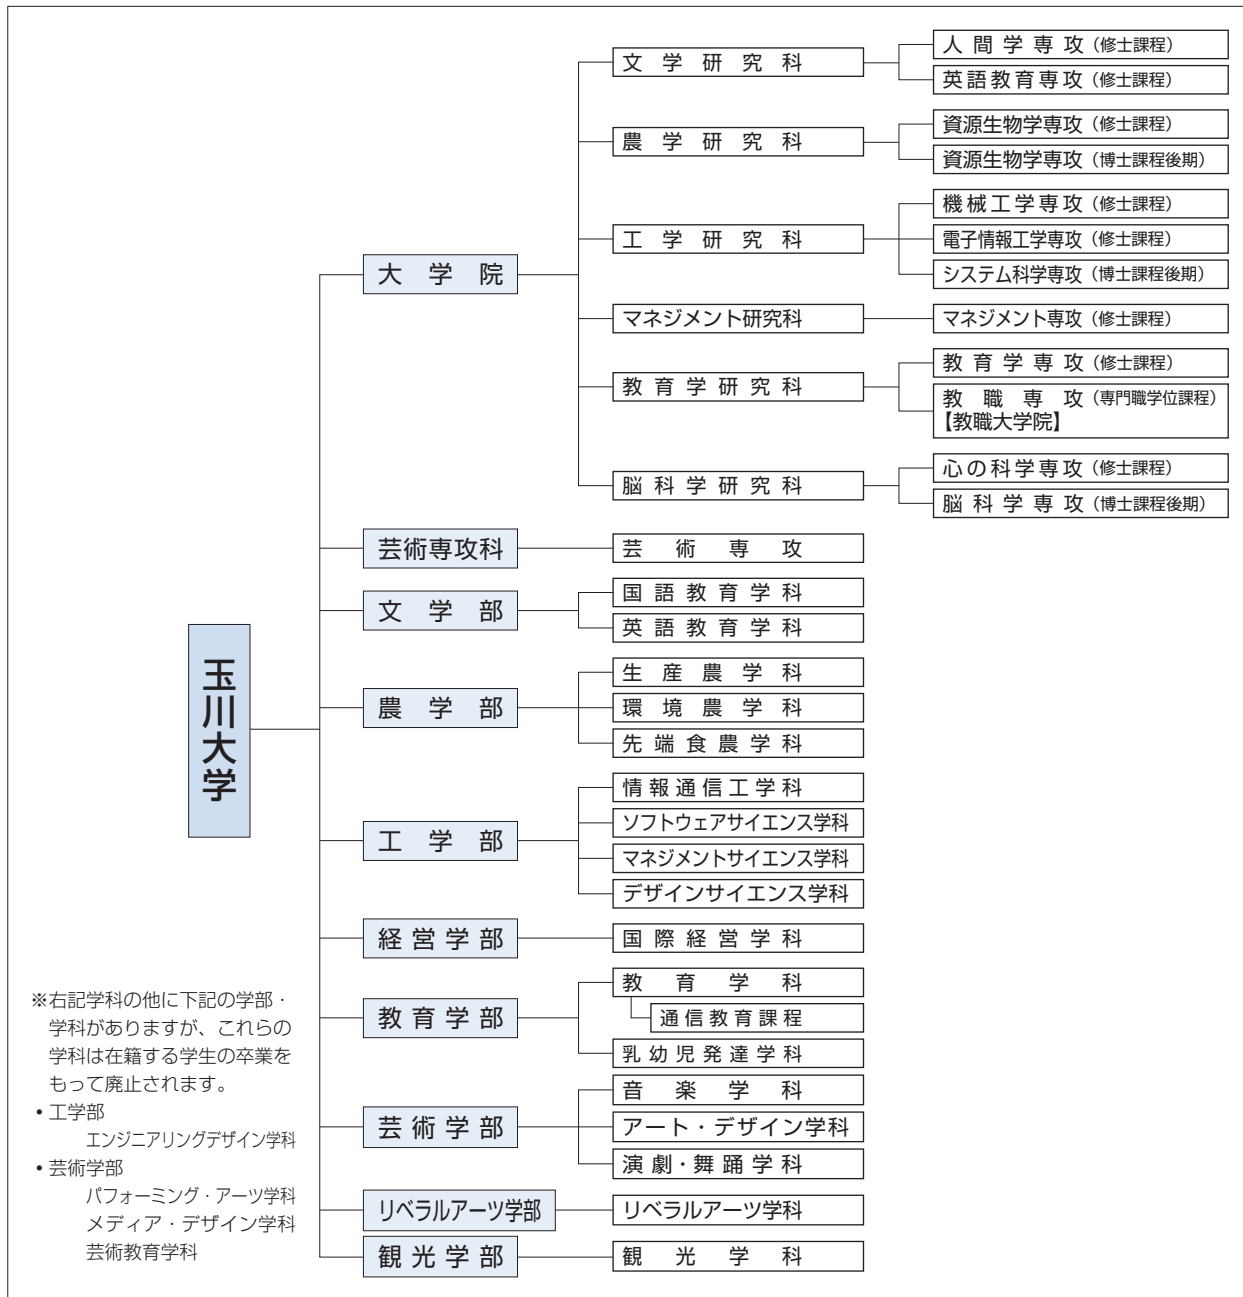 玉川大学
大学院
文学研究科
人間学専攻（修士課程）
英語教育専攻（修士課程）
農学研究科
資源生物学専攻（修士課程）
資源生物学専攻（博士課程後期）
工学研究科
機械工学専攻（修士課程）
電子情報工学専攻（修士課程）
システム科学専攻（博士課程後期）
マネジメント研究科
マネジメント専攻（修士課程）
教育学研究科
教育学専攻（修士課程）
教職専攻（専門職学位課程）
【教職大学院】
脳科学研究科
心の科学専攻（修士課程）
脳科学専攻（博士課程後期）
芸術専攻科
芸術専攻
文学部
国語教育学科
英語教育学科
農学部
生産農学科
環境農学科
先端食農学科
工学部
情報通信工学科
ソフトウェアサイエンス学科
マネジメントサイエンス学科
デザインサイエンス学科
経営学部
国際経営学科
教育学部
教育学科
通信教育課程
乳幼児発達学科
芸術学部
音楽学科
アート・デザイン学科
演劇・舞踊学科
リベラルアーツ学部
リベラルアーツ学科
観光学部
観光学科
※右記学科の他に下記の学部・
学科がありますが、これらの
学科は在籍する学生の卒業を
もって廃止されます。
•工学部
エンジニアリングデザイン学科
•芸術学部
パフォーミング・アーツ学科
メディア・デザイン学科
芸術教育学科